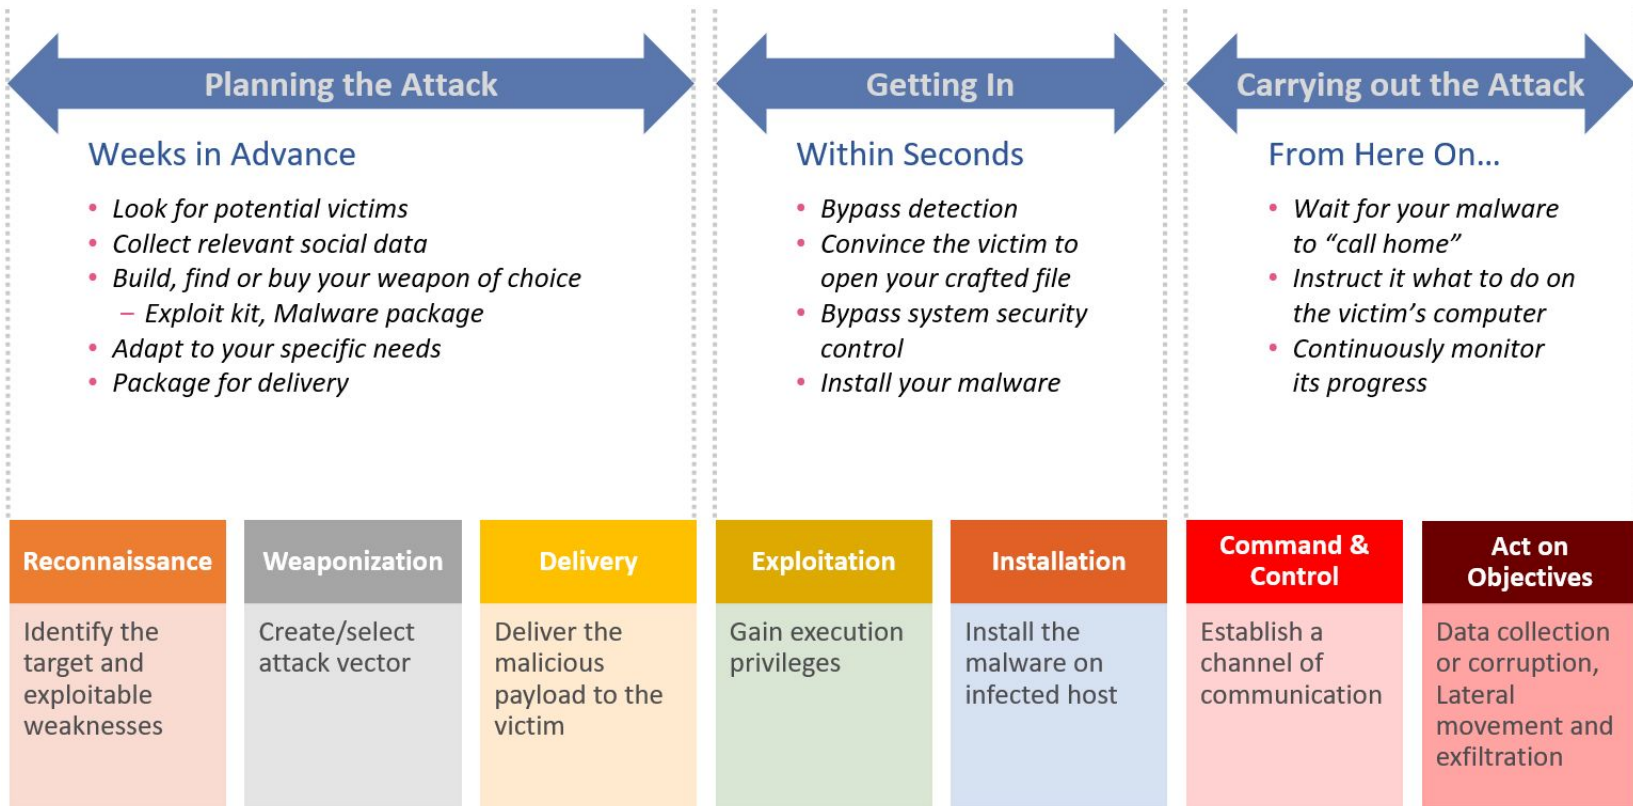 Planning the Attack
Weeks in Advance
• Look for potential victims
• Collect relevant social data
• Build, find or buy your weapon of choice
– Exploit kit, Malware package
• Adapt to your specific needs
• Package for delivery
Getting In
Within Seconds
• Bypass detection
• Convince the victim to
open your crafted file
• Bypass system security
control
• Install your malware
Carrying out the Attack
From Here On…
• Wait for your malware
to “call home”
• Instruct it what to do on
the victim’s computer
• Continuously monitor
its progress
Reconnaissance
Identify the
target and
exploitable
weaknesses
Weaponization
Create/select
attack vector
Delivery
Deliver the
malicious
payload to the
victim
Exploitation
Gain execution
privileges
Installation
Install the
malware on
infected host
Command &
Control
Establish a
channel of
communication
Act on
Objectives
Data collection
or corruption,
Lateral
movement and
exfiltration